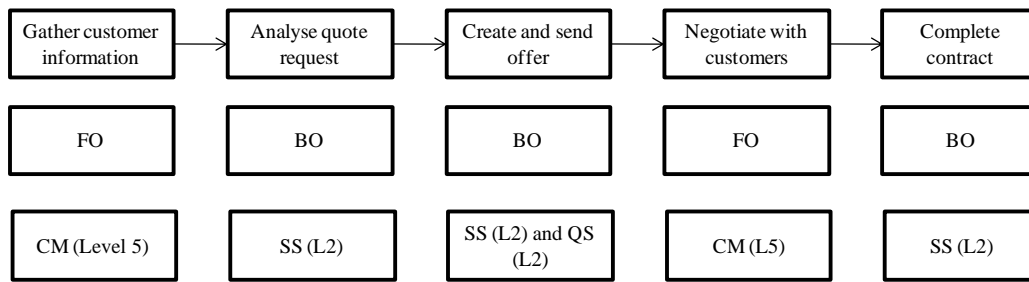 Gather customer
information
Analyse quote
request
Create and send
offer
Negotiate with
customers
Complete
contract
FO
BO
BO
FO
BO
CM (Level 5)
SS (L2)
SS (L2) and QS
(L2)
CM (L5)
SS (L2)